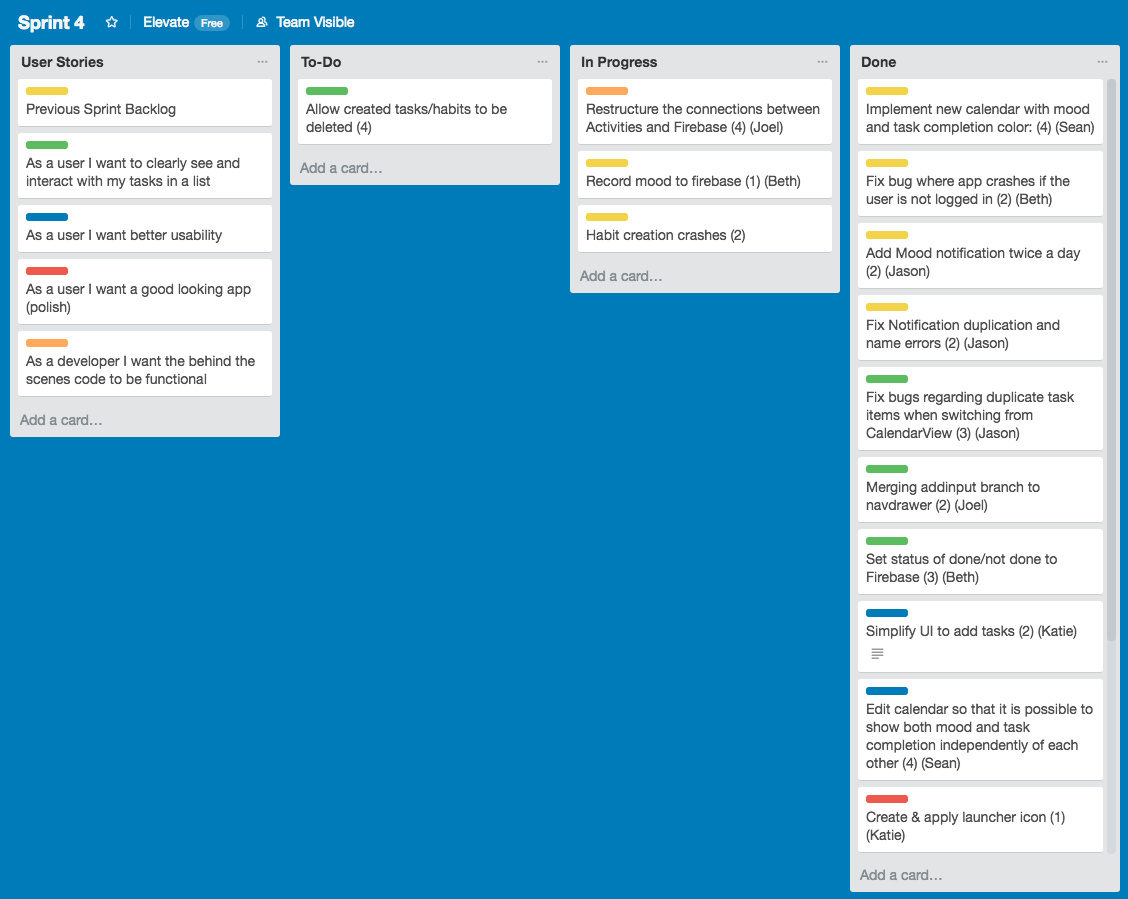 Sprint 4 Elevate Free Team Visible
User Stories
Previous Sprint Backlog
As a user I want to clearly see and
interact with my tasks in a list
As a user I want better usability
As a user I want a good looking app
(polish)
As a developer I want the behind the
scenes code to be functional
Add a card…
To-Do
Allow created tasks/habits to be
deleted (4)
Add a card…
In Progress
Restructure the connections between
Activities and Firebase (4) (Joel)
Record mood to firebase (1) (Beth)
Habit creation crashes (2)
Add a card…
Done
Implement new calendar with mood
and task completion color: (4) (Sean)
Fix bug where app crashes if the
user is not logged in (2) (Beth)
Add Mood notification twice a day
(2) (Jason)
Fix Notification duplication and
name errors (2) (Jason)
Fix bugs regarding duplicate task
items when switching from
CalendarView (3) (Jason)
Merging addinput branch to
navdrawer (2) (Joel)
Set status of done/not done to
Firebase (3) (Beth)
Simplify UI to add tasks (2) (Katie)
Edit calendar so that it is possible to
show both mood and task
completion independently of each
other (4) (Sean)
Create & apply launcher icon (1)
(Katie)
Add a card…